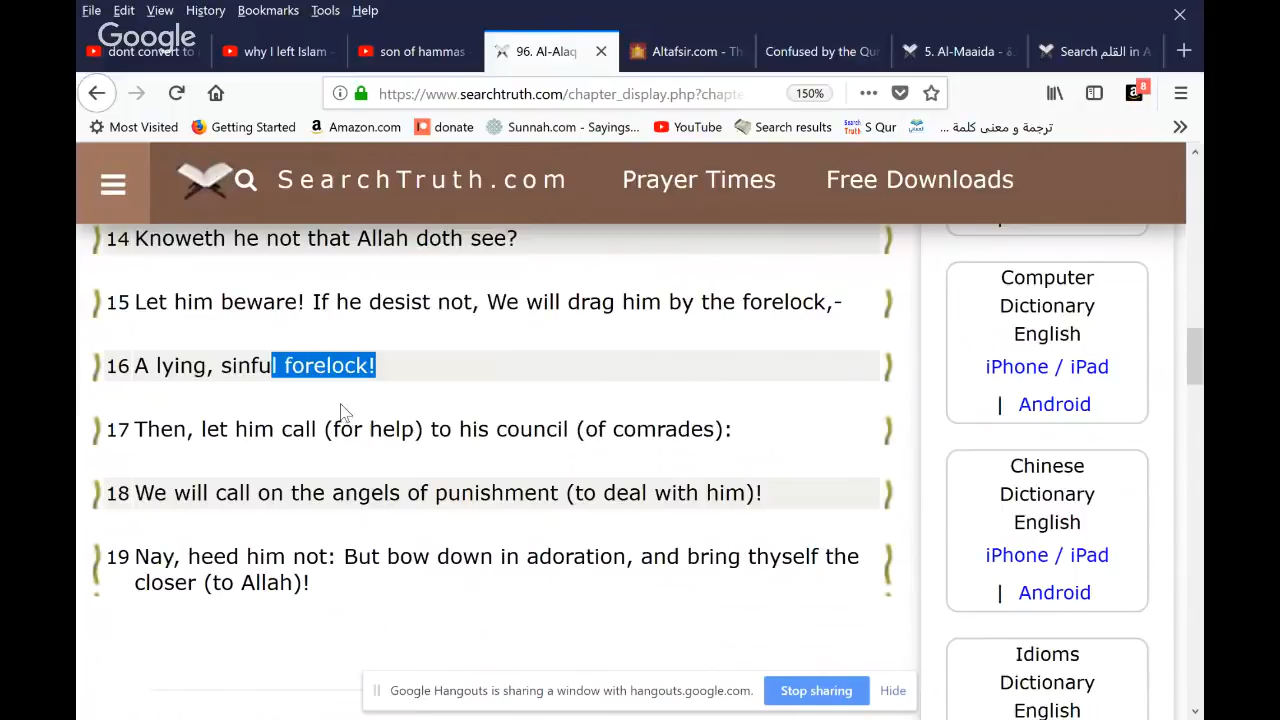 File Edit View History Bookmarks Tools Help
Google
dont convert to
why I left Islam -
son of hammas
96. Al-Alaq
Altafsir.com - Th
Confused by the Qur
5. Al-Maaida -
Search القلم in A
https://www.searchtruth.com/chapter_display.php?chapte
150%
8
Most Visited Getting Started Amazon.com donate Sunnah.com - Sayings... YouTube Search results S Qur ترجمة و معنى كلمة ...
SearchTruth.com Prayer Times Free Downloads
14 Knoweth he not that Allah doth see?
15 Let him beware! If he desist not, We will drag him by the forelock,-
16 A lying, sinful forelock!
17 Then, let him call (for help) to his council (of comrades):
18 We will call on the angels of punishment (to deal with him)!
19 Nay, heed him not: But bow down in adoration, and bring thyself the
closer (to Allah)!
Computer
Dictionary
English
iPhone / iPad
| Android
Chinese
Dictionary
English
iPhone / iPad
| Android
Idioms
Dictionary
English
Google Hangouts is sharing a window with hangouts.google.com. Stop sharing Hide